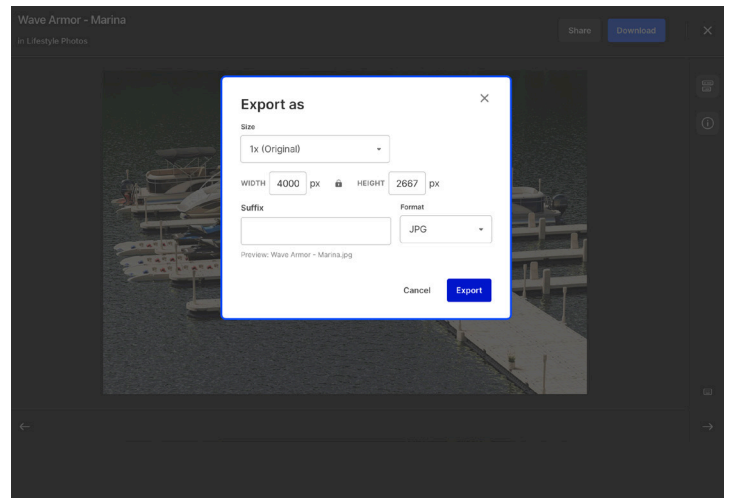 Wave Armor - Marina
in Lifestyle Photos
Share
Download
Export as
Size
1x (Original)
WIDTH 4000 px HEIGHT 2667 px
Suffix
Format
JPG
Preview: Wave Armor - Marina.jpg
Cancel
Export